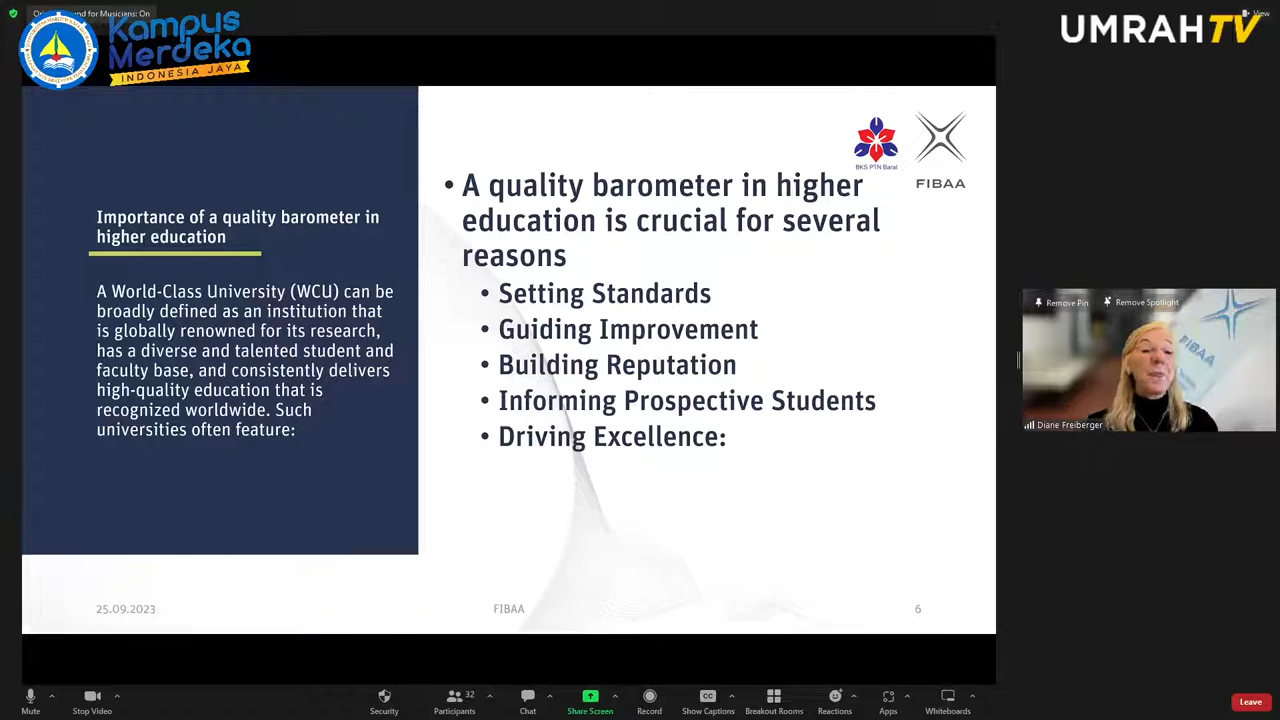 Original Sound for Musicians: On
View
Kampus
Merdeka
INDONESIA JAYA
UMRAHTV
BKS PTN Barat
FIBAA
Importance of a quality barometer in
higher education
A World-Class University (WCU) can be
broadly defined as an institution that
is globally renowned for its research,
has a diverse and talented student and
faculty base, and consistently delivers
high-quality education that is
recognized worldwide. Such
universities often feature:
• A quality barometer in higher
education is crucial for several
reasons
• Setting Standards
• Guiding Improvement
• Building Reputation
• Informing Prospective Students
• Driving Excellence:
25.09.2023
FIBAA
6
Remove Pin
Remove Spotlight
FIBAA
Diane Freiberger
Mute
Stop Video
Security
32
Participants
Chat
Share Screen
Record
CC
Show Captions
Breakout Rooms
Reactions
Apps
Whiteboards
Leave